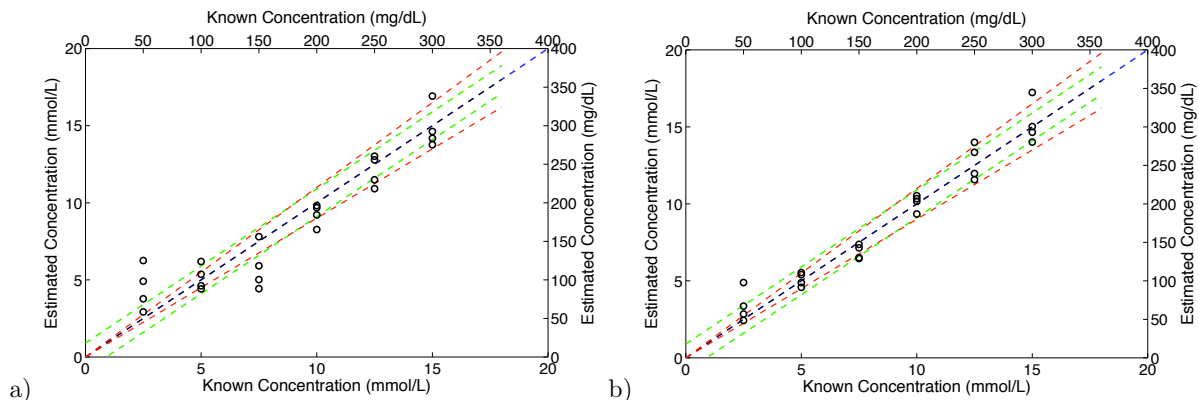 Known Concentration (mg/dL)
0 50 100 150 200 250 300 350 400
20
15
10
5
0
Estimated Concentration (mmol/L)
400
350
300
250
200
150
100
50
0
Estimated Concentration (mg/dL)
0 5 10 15 20
Known Concentration (mmol/L)
a)
Known Concentration (mg/dL)
0 50 100 150 200 250 300 350 400
20
15
10
5
0
Estimated Concentration (mmol/L)
400
350
300
250
200
150
100
50
0
Estimated Concentration (mg/dL)
0 5 10 15 20
Known Concentration (mmol/L)
b)